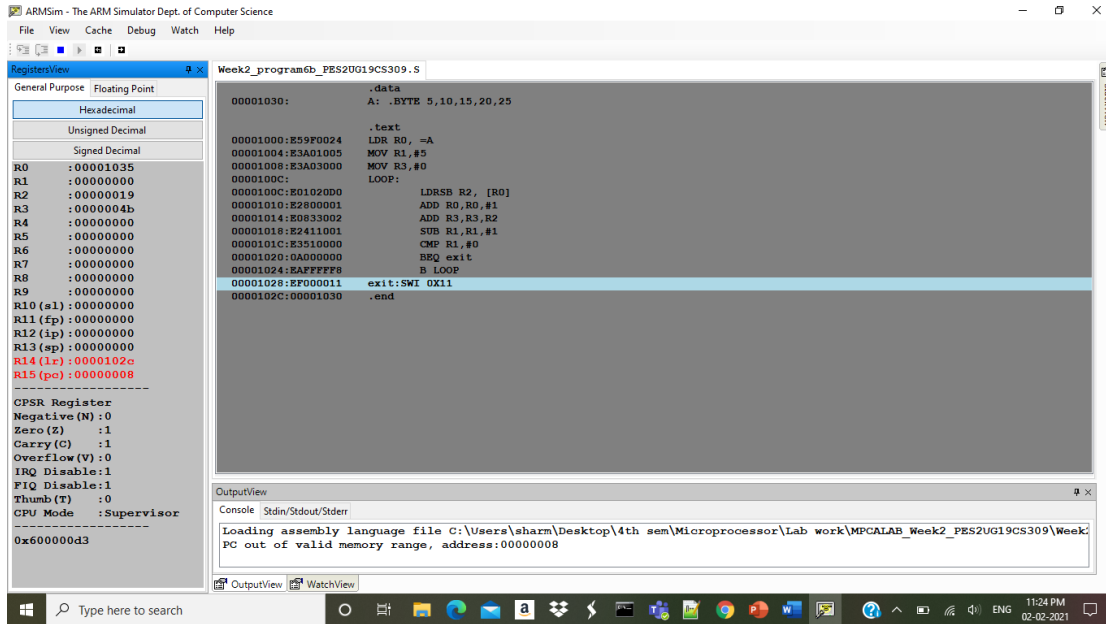 ARMSim - The ARM Simulator Dept. of Computer Science
File View Cache Debug Watch Help
RegistersView
General Purpose Floating Point
Hexadecimal
Unsigned Decimal
Signed Decimal
R0 :00001035
R1 :00000000
R2 :00000019
R3 :0000004b
R4 :00000000
R5 :00000000
R6 :00000000
R7 :00000000
R8 :00000000
R9 :00000000
R10(sl):00000000
R11(fp):00000000
R12(ip):00000000
R13(sp):00000000
R14(lr):0000102c
R15(pc):00000008
-------------------
CPSR Register
Negative(N):0
Zero(Z) :1
Carry(C) :1
Overflow(V):0
IRQ Disable:1
FIQ Disable:1
Thumb(T) :0
CPU Mode :Supervisor
-------------------
0x600000d3
Week2_program6b_PES2UG19CS309.S
.data
00001030: A: .BYTE 5,10,15,20,25
.text
00001000:E59F0024 LDR R0, =A
00001004:E3A01005 MOV R1,#5
00001008:E3A03000 MOV R3,#0
0000100C: LOOP:
0000100C:E01020D0 LDRSB R2, [R0]
00001010:E2800001 ADD R0,R0,#1
00001014:E0833002 ADD R3,R3,R2
00001018:E2411001 SUB R1,R1,#1
0000101C:E3510000 CMP R1,#0
00001020:0A000000 BEQ exit
00001024:EAFFFFF8 B LOOP
00001028:EF000011 exit:SWI 0X11
0000102C:00001030 .end
OutputView
Console Stdin/Stdout/Stderr
Loading assembly language file C:\Users\sharm\Desktop\4th sem\Microprocessor\Lab work\MPCALAB_Week2_PES2UG19CS309\Week
PC out of valid memory range, address:00000008
OutputView WatchView
Type here to search
ENG
11:24 PM
02-02-2021